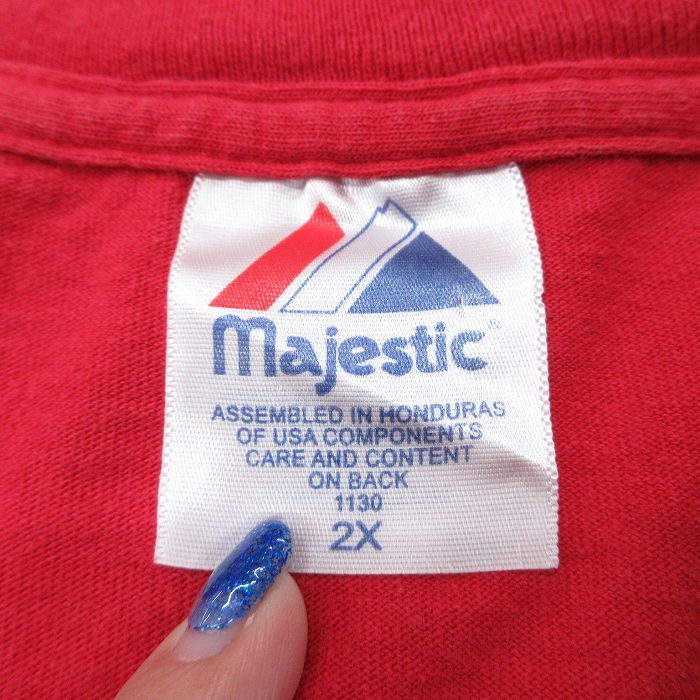 Majestic®
ASSEMBLED IN HONDURAS
OF USA COMPONENTS
CARE AND CONTENT
ON BACK
1130
2X